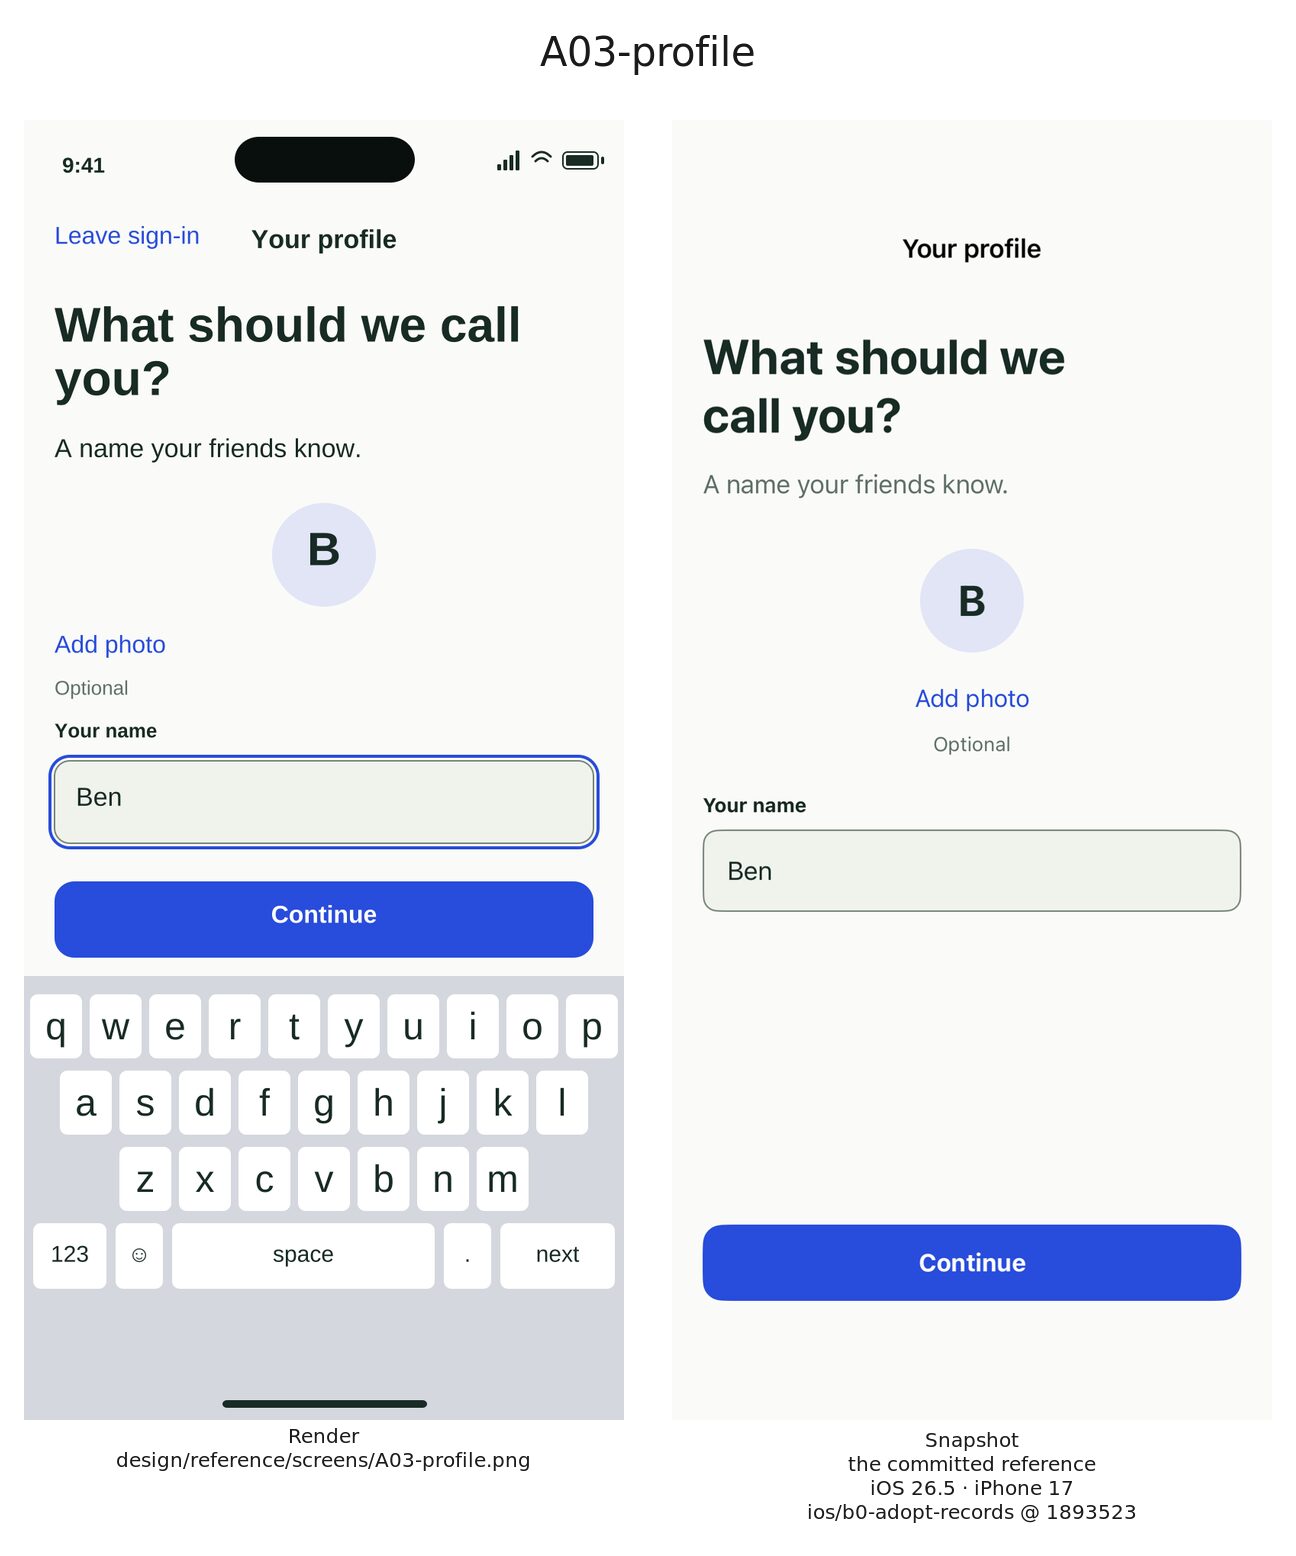 A03-profile
9:41
Leave sign-in
Your profile
What should we call
you?
A name your friends know.
B
Add photo
Optional
Your name
Ben
Continue
q w e r t y u i o p
a s d f g h j k l
z x c v b n m
123 ☺ space . next
Render
design/reference/screens/A03-profile.png
Your profile
What should we
call you?
A name your friends know.
B
Add photo
Optional
Your name
Ben
Continue
Snapshot
the committed reference
iOS 26.5 · iPhone 17
ios/b0-adopt-records @ 1893523